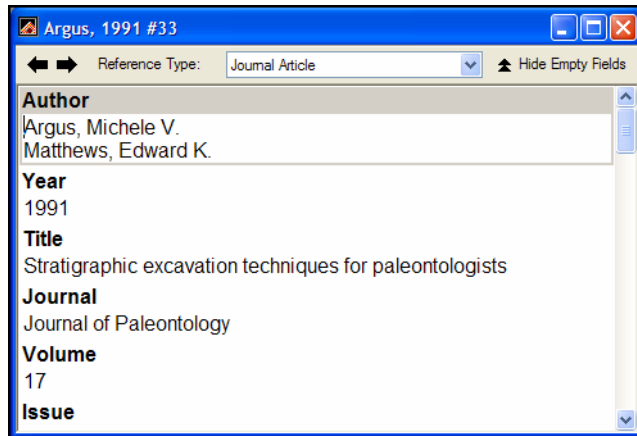 Argus, 1991 #33
Reference Type: Journal Article Hide Empty Fields
Author
Argus, Michele V.
Matthews, Edward K.
Year
1991
Title
Stratigraphic excavation techniques for paleontologists
Journal
Journal of Paleontology
Volume
17
Issue